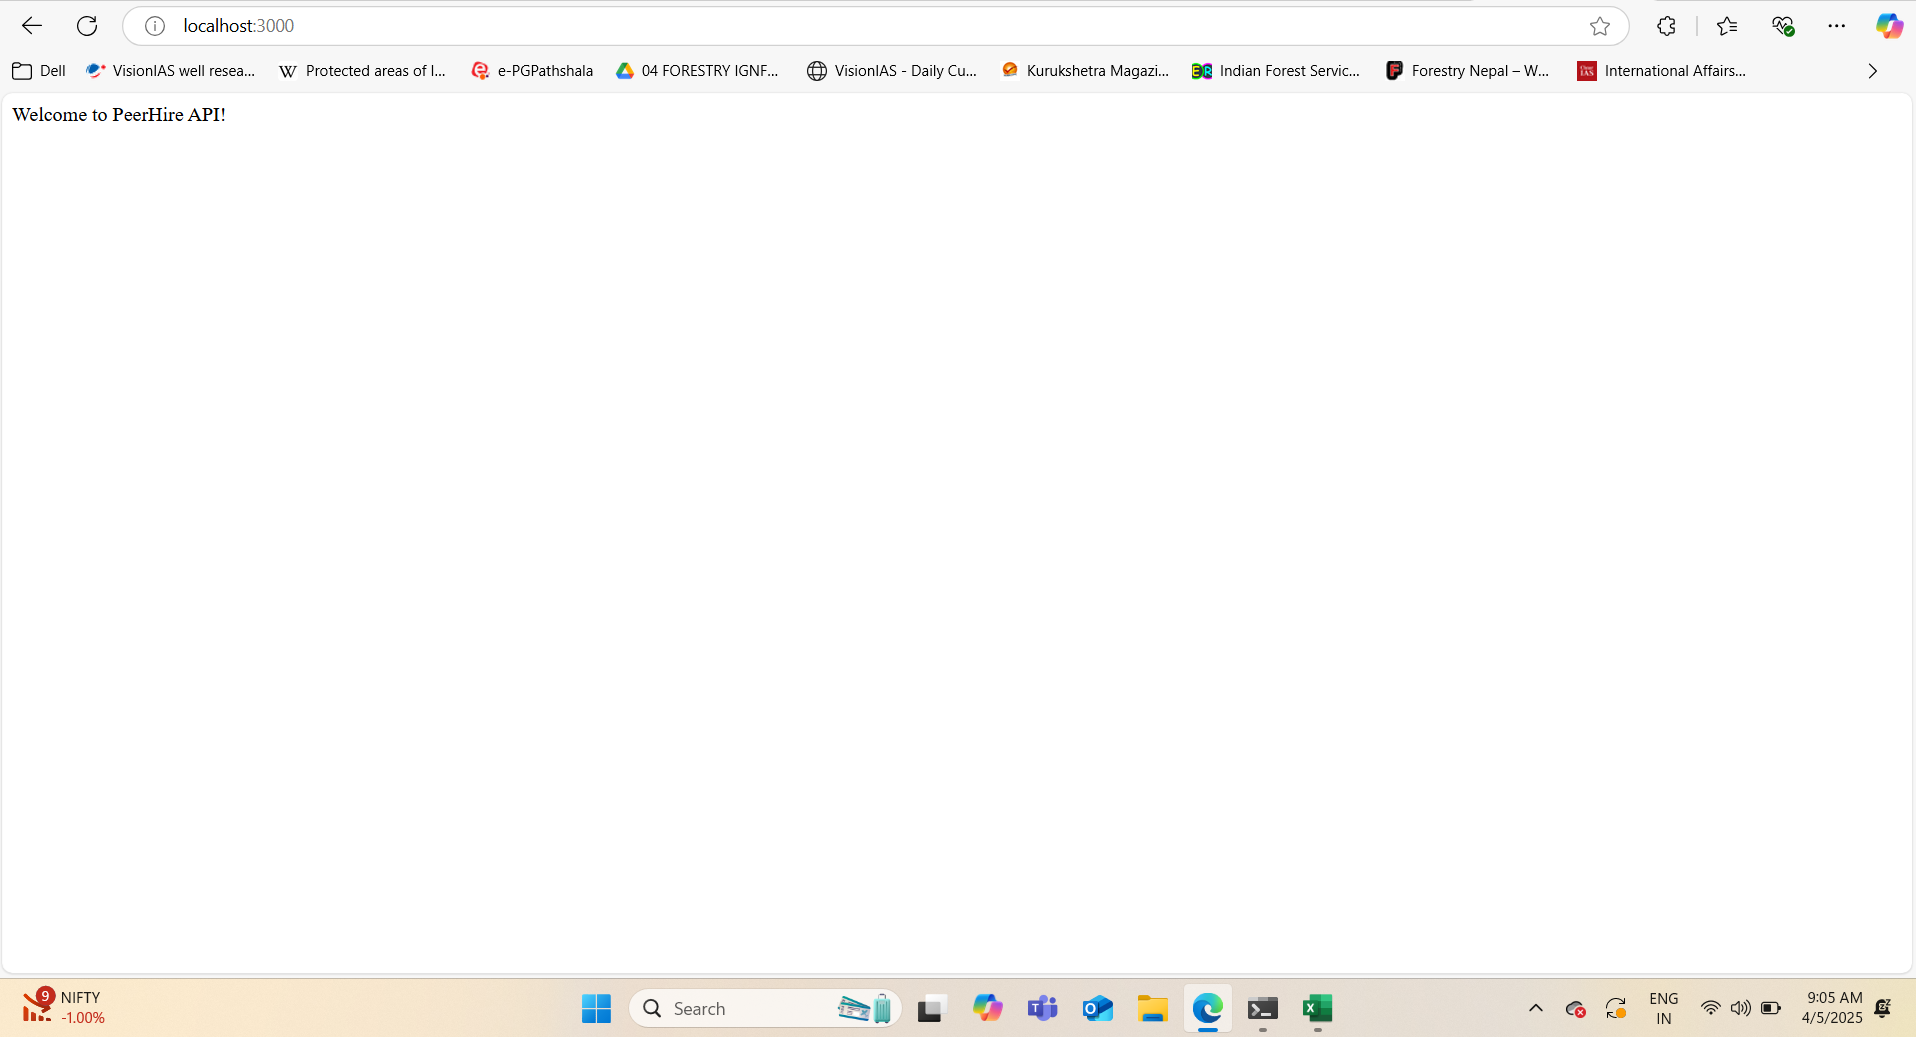 localhost:3000
Dell
VisionIAS well resea...
W
Protected areas of I...
e-PGPathshala
04 FORESTRY IGNF...
VisionIAS - Daily Cu...
Kurukshetra Magazi...
ER
Indian Forest Servic...
F
Forestry Nepal – W...
International Affairs...
Welcome to PeerHire API!
9
NIFTY
-1.00%
Search
ENG
IN
9:05 AM
4/5/2025